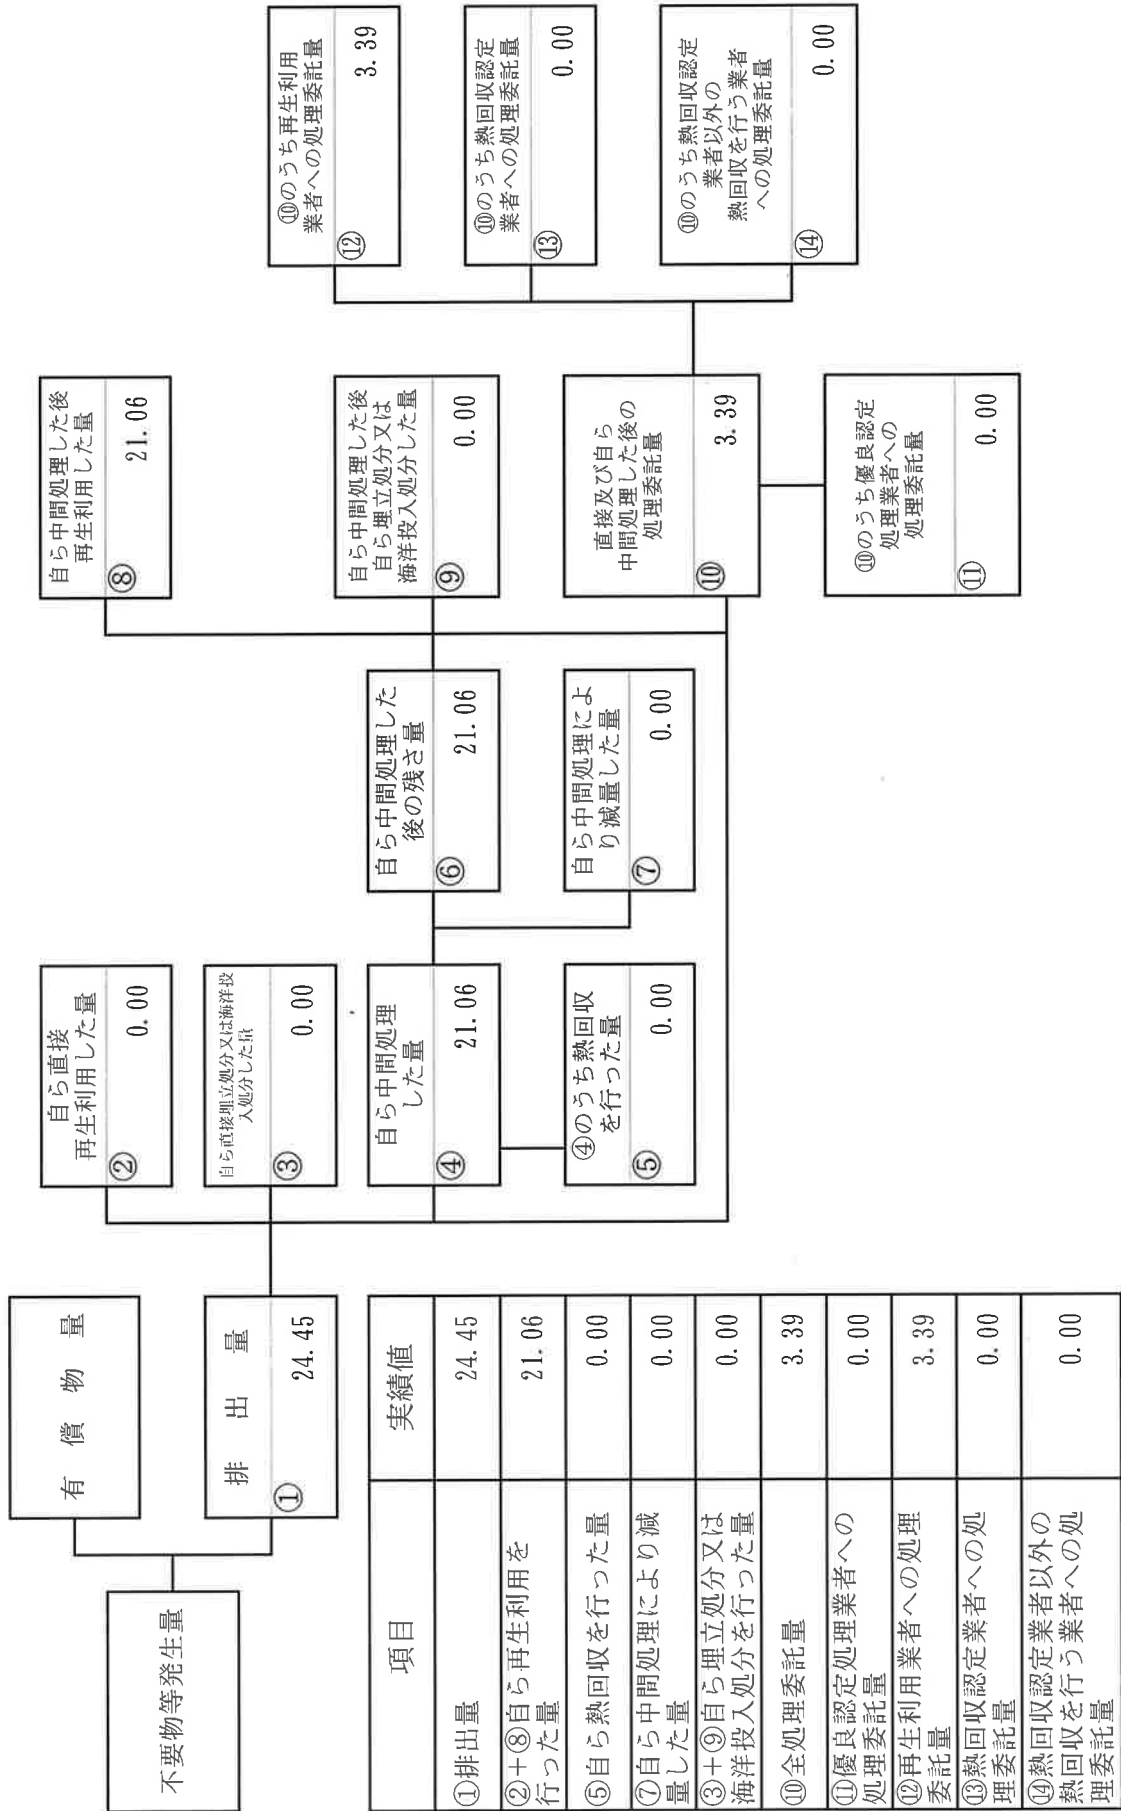 不要物等発生量
有償物量
排出量
①
24.45
自ら直接
再生利用した量
②
0.00
自ら直接埋立処分又は海洋投
入処分した量
③
0.00
自ら中間処理
した量
④
21.06
④のうち熱回収
を行った量
⑤
0.00
自ら中間処理した
後の残さ量
⑥
21.06
自ら中間処理によ
り減量した量
⑦
0.00
自ら中間処理した後
再生利用した量
⑧
21.06
自ら中間処理した後
自ら埋立処分又は
海洋投入処分した量
⑨
0.00
直接及び自ら
中間処理した後の
処理委託量
⑩
3.39
⑩のうち優良認定
処理業者への
処理委託量
⑪
0.00
⑩のうち再生利用
業者への処理委託量
⑫
3.39
⑩のうち熱回収認定
業者への処理委託量
⑬
0.00
⑩のうち熱回収認定
業者以外の
熱回収を行う業者
への処理委託量
⑭
0.00
項目 実績値
①排出量 24.45
②+⑧自ら再生利用を
行った量 21.06
⑤自ら熱回収を行った量 0.00
⑦自ら中間処理により減
量した量 0.00
③+⑨自ら埋立処分又は
海洋投入処分を行った量 0.00
⑩全処理委託量 3.39
⑪優良認定処理業者への
処理委託量 0.00
⑫再生利用業者への処理
委託量 3.39
⑬熱回収認定業者への処
理委託量 0.00
⑭熱回収認定業者以外の
熱回収を行う業者への処
理委託量 0.00